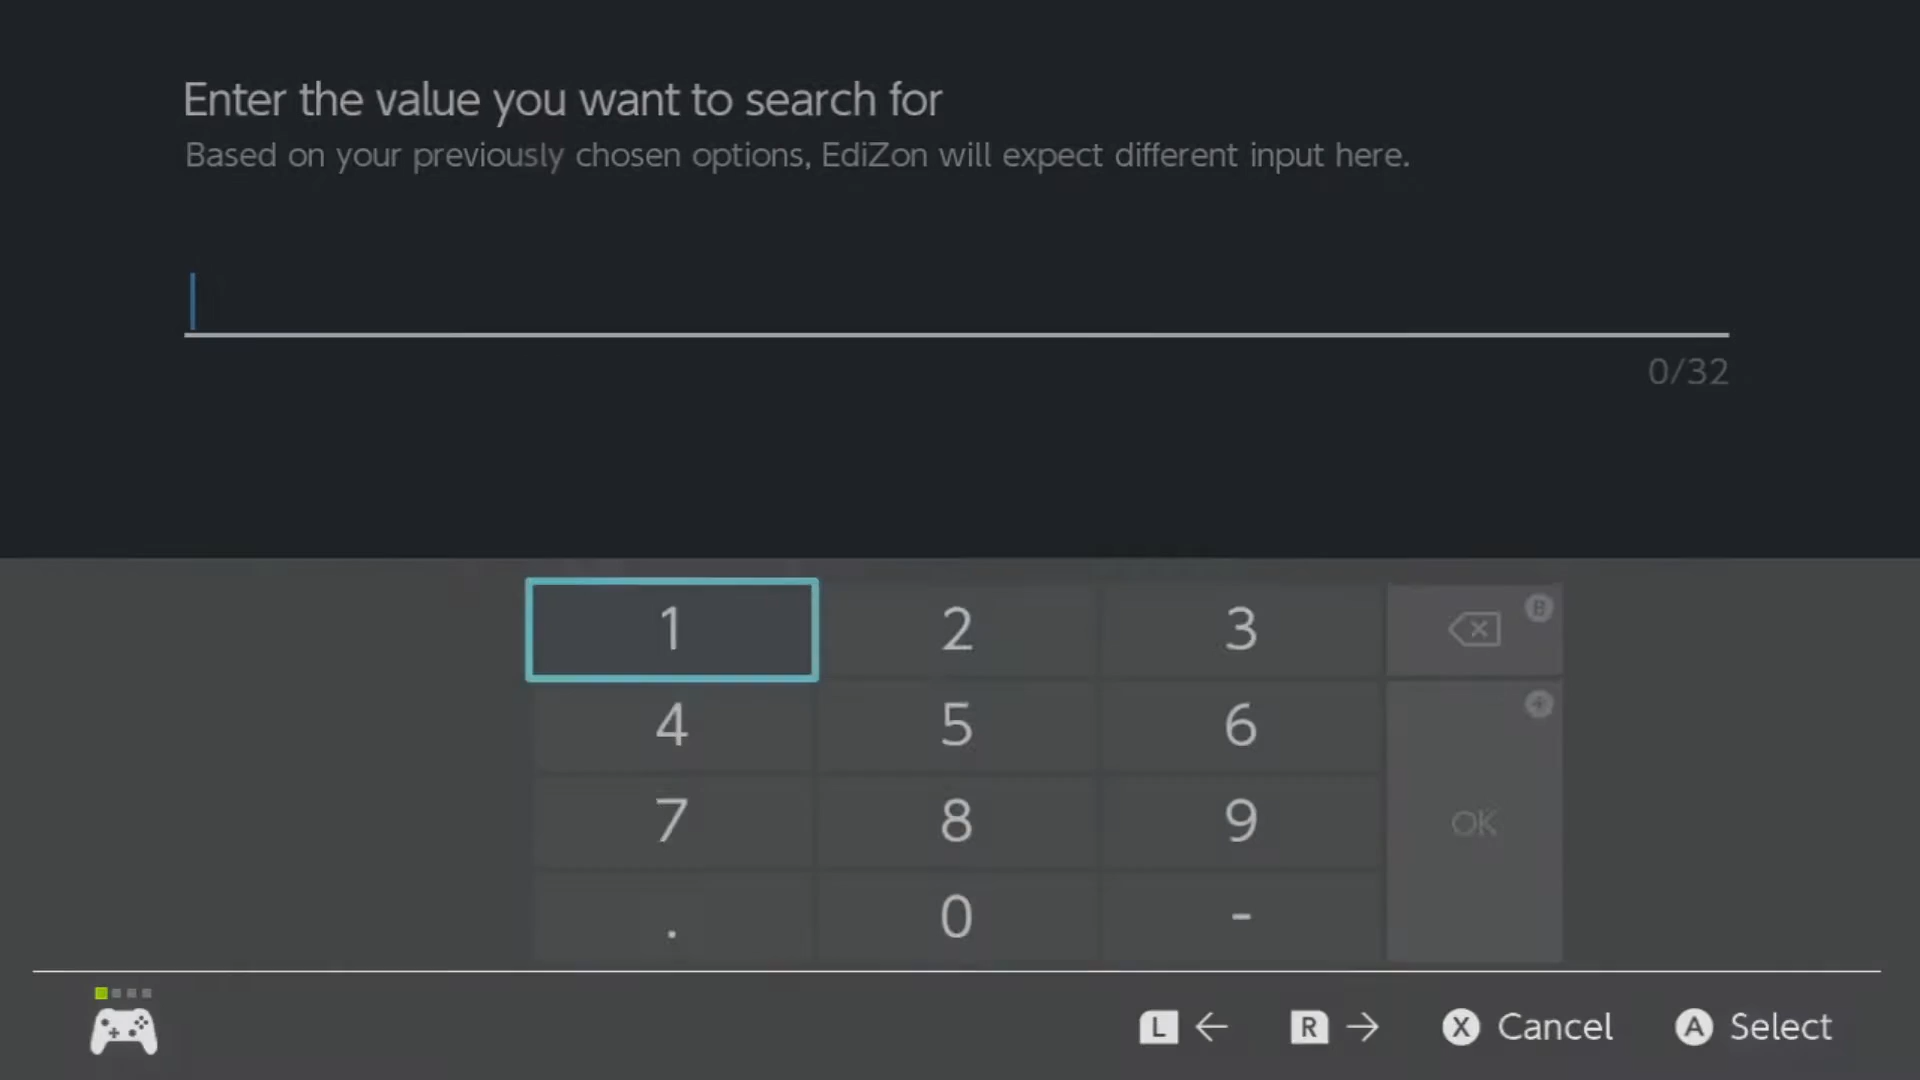 Enter the value you want to search for
Based on your previously chosen options, EdiZon will expect different input here.
0/32
1 2 3 B
4 5 6 +
7 8 9 OK
. 0 -
L ← R → X Cancel A Select